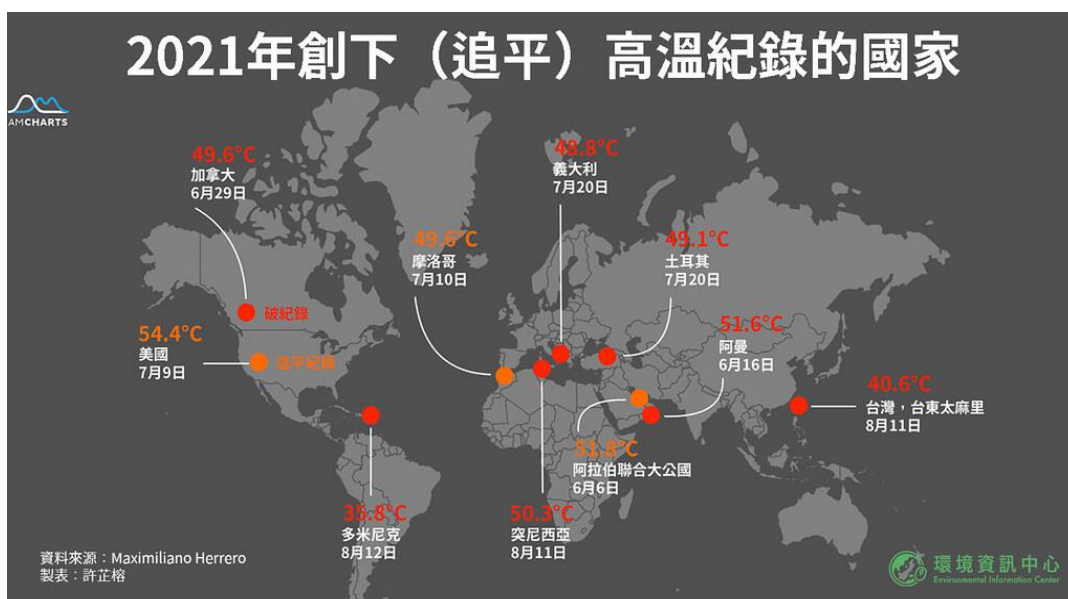 2021年創下（追平）高溫紀錄的國家
AMCHARTS
49.6°C
加拿大
6月29日
48.8°C
義大利
7月20日
49.6°C
摩洛哥
7月10日
49.1°C
土耳其
7月20日
破紀錄
54.4°C
美國
7月9日
追平紀錄
51.6°C
阿曼
6月16日
40.6°C
台灣，台東太麻里
8月11日
51.8°C
阿拉伯聯合大公國
6月6日
35.8°C
多米尼克
8月12日
50.3°C
突尼西亞
8月11日
資料來源：Maximiliano Herrero
製表：許芷榕
環境資訊中心
Environmental Information Center